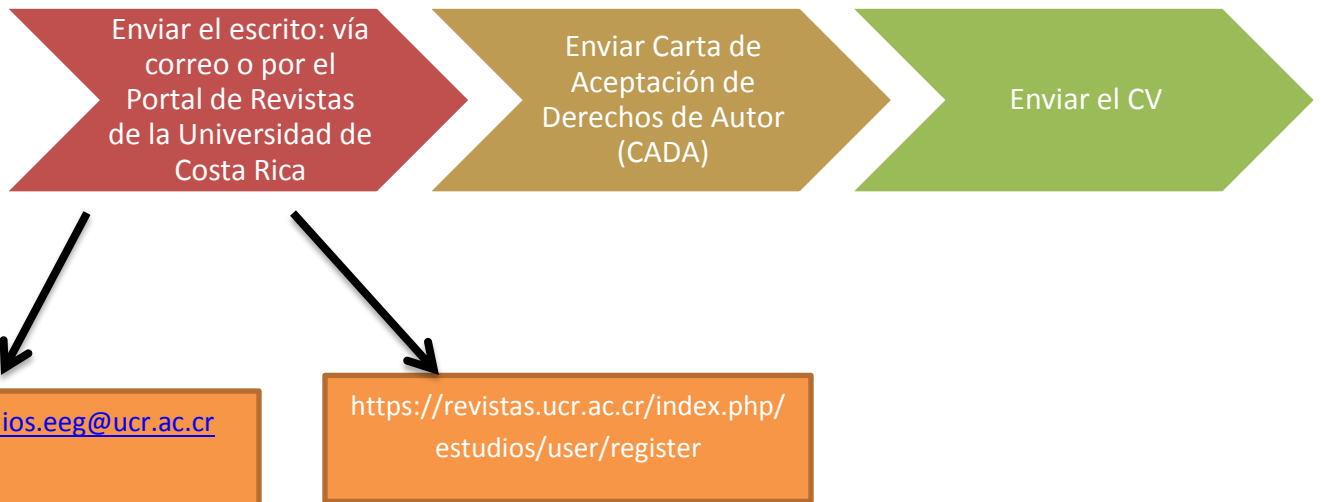 Enviar el escrito: vía
correo o por el
Portal de Revistas
de la Universidad de
Costa Rica
Enviar Carta de
Aceptación de
Derechos de Autor
(CADA)
Enviar el CV
ios.eeg@ucr.ac.cr
https://revistas.ucr.ac.cr/index.php/
estudios/user/register